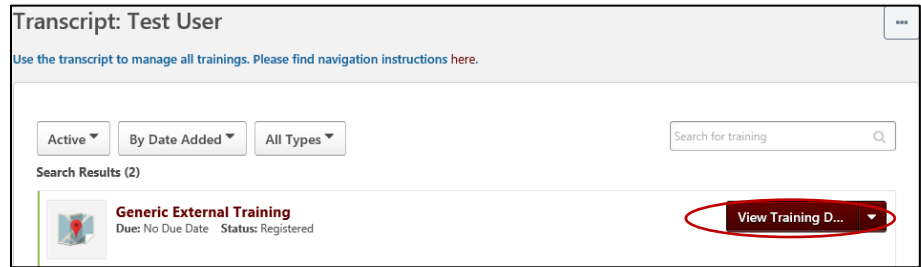 Transcript: Test User
Use the transcript to manage all trainings. Please find navigation instructions here.
Active By Date Added All Types Search for training
Search Results (2)
Generic External Training
View Training D...
Due: No Due Date Status: Registered